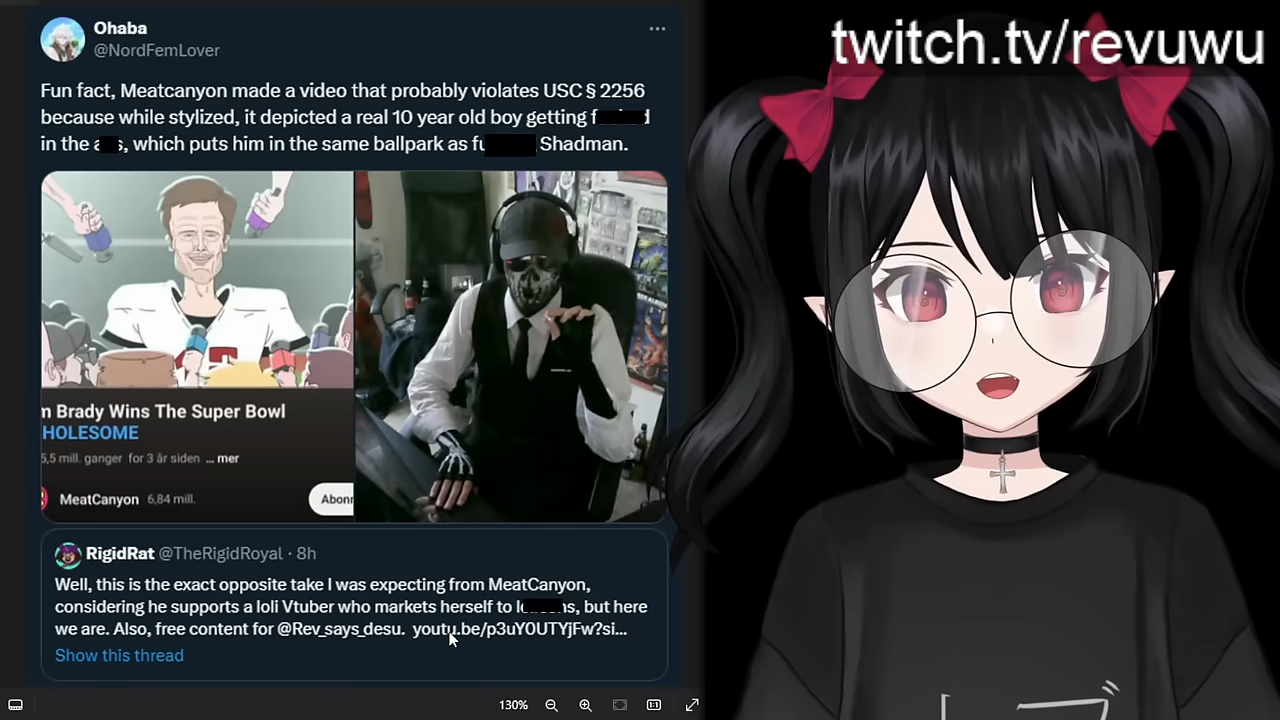 twitch.tv/revuwu
Ohaba
@NordFemLover
Fun fact, Meatcanyon made a video that probably violates USC § 2256
because while stylized, it depicted a real 10 year old boy getting f d
in the a s, which puts him in the same ballpark as fu Shadman.
m Brady Wins The Super Bowl
HOLESOME
5,5 mill. ganger for 3 år siden ... mer
MeatCanyon 6,84 mill.
Abonn
RigidRat @TheRigidRoyal · 8h
Well, this is the exact opposite take I was expecting from MeatCanyon,
considering he supports a loli Vtuber who markets herself to l s, but here
we are. Also, free content for @Rev_says_desu. youtu.be/p3uY0UTYjFw?si...
Show this thread
130%